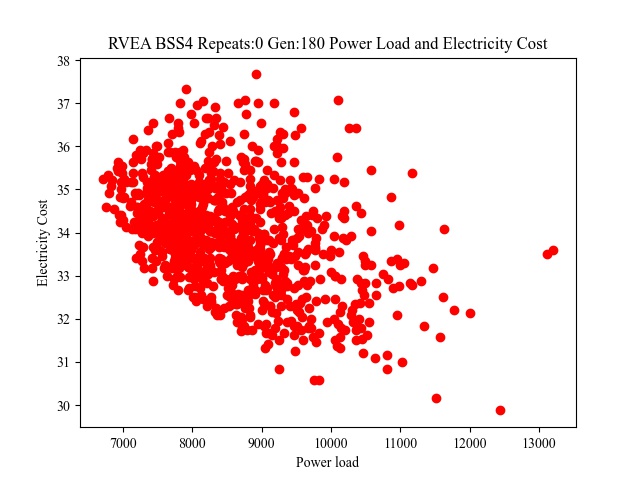 RVEA BSS4 Repeats:0 Gen:180 Power Load and Electricity Cost
38
37
36
35
34
33
32
31
30
Electricity Cost
7000 8000 9000 10000 11000 12000 13000
Power load